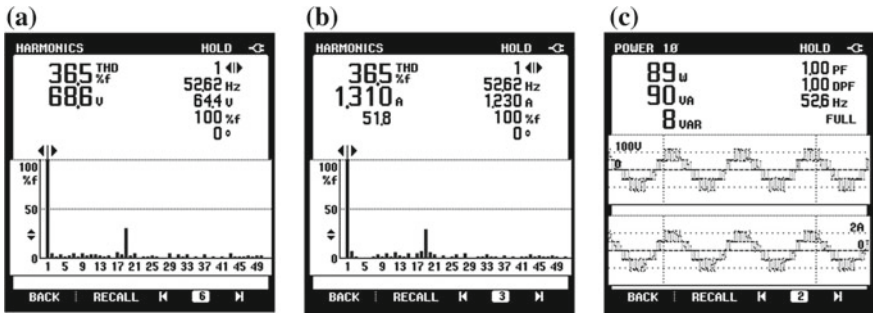 (a)
HARMONICS HOLD
36.5 THD %f
68.6 V
1
52.62 Hz
64.4 V
100 %f
0 °
100
%f
50
0
1 5 9 13 17 21 25 29 33 37 41 45 49
BACK RECALL 6
(b)
HARMONICS HOLD
36.5 THD %f
1.310 A
51.8
1
52.62 Hz
1.230 A
100 %f
0 °
100
%f
50
0
1 5 9 13 17 21 25 29 33 37 41 45 49
BACK RECALL 3
(c)
POWER 1Ø HOLD
89 W
90 VA
8 VAR
1.00 PF
1.00 DPF
52.6 Hz
FULL
100V
0
2A
0
BACK RECALL 2